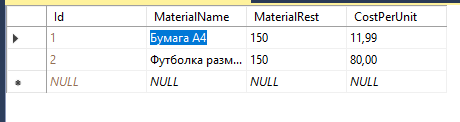 Id MaterialName MaterialRest CostPerUnit
1 Бумага А4 150 11,99
2 Футболка разм... 150 80,00
NULL NULL NULL NULL